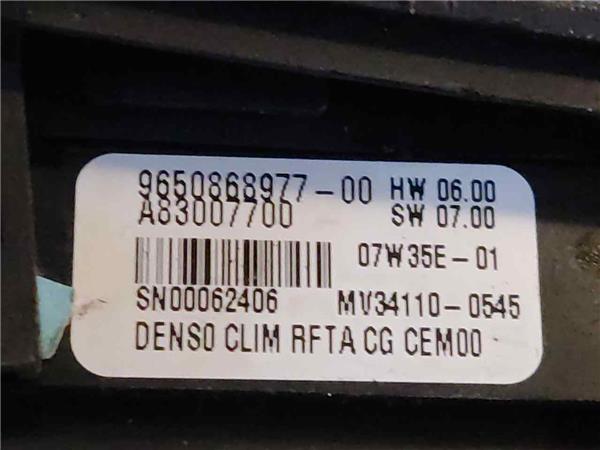 9650868977-00 HW 06.00
A83007700 SW 07.00
07W35E-01
SN00062406 MV34110-0545
DENSO CLIM RFTA CG CEM00